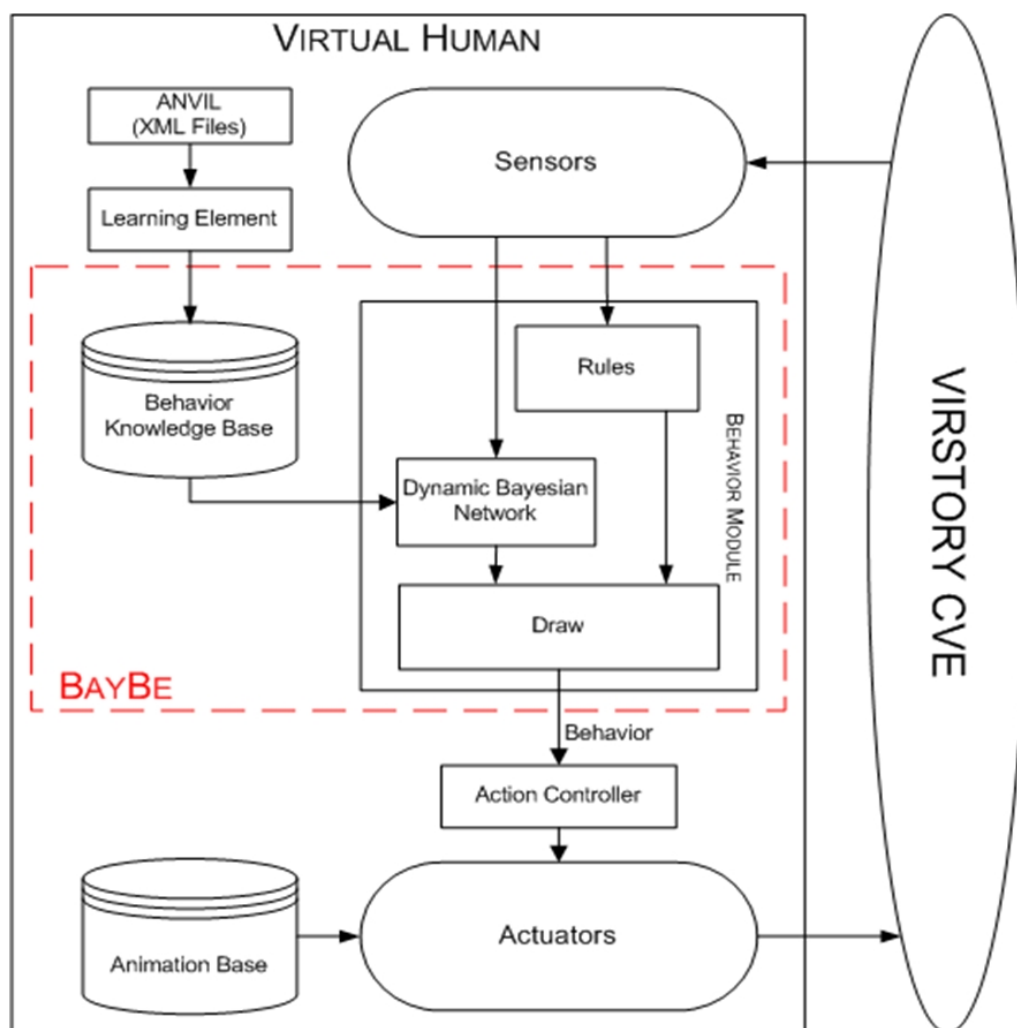 VIRTUAL HUMAN
ANVIL
(XML Files)
Sensors
Learning Element
Rules
Behavior
Knowledge Base
BEHAVIOR MODULE
VIRSTORY CVE
Dynamic Bayesian
Network
Draw
BAYBE
Behavior
Action Controller
Actuators
Animation Base